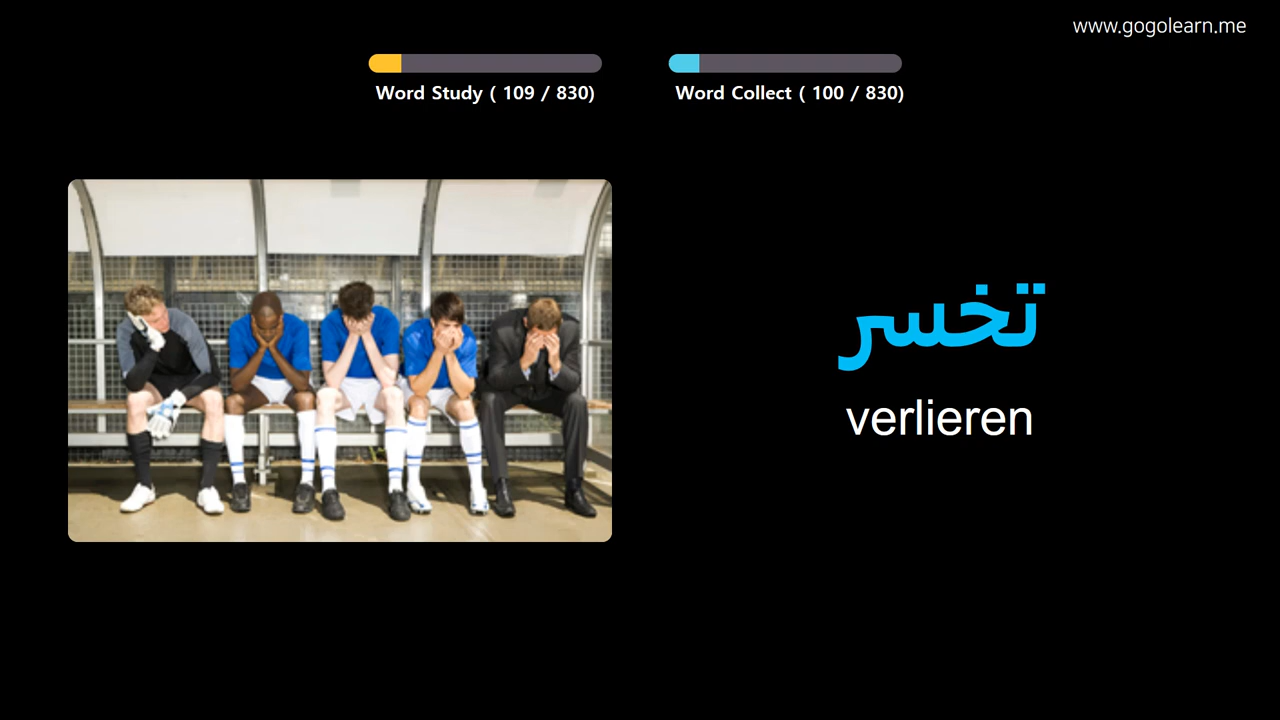 www.gogolearn.me
Word Study ( 109 / 830)
Word Collect ( 100 / 830)
تخسر
verlieren